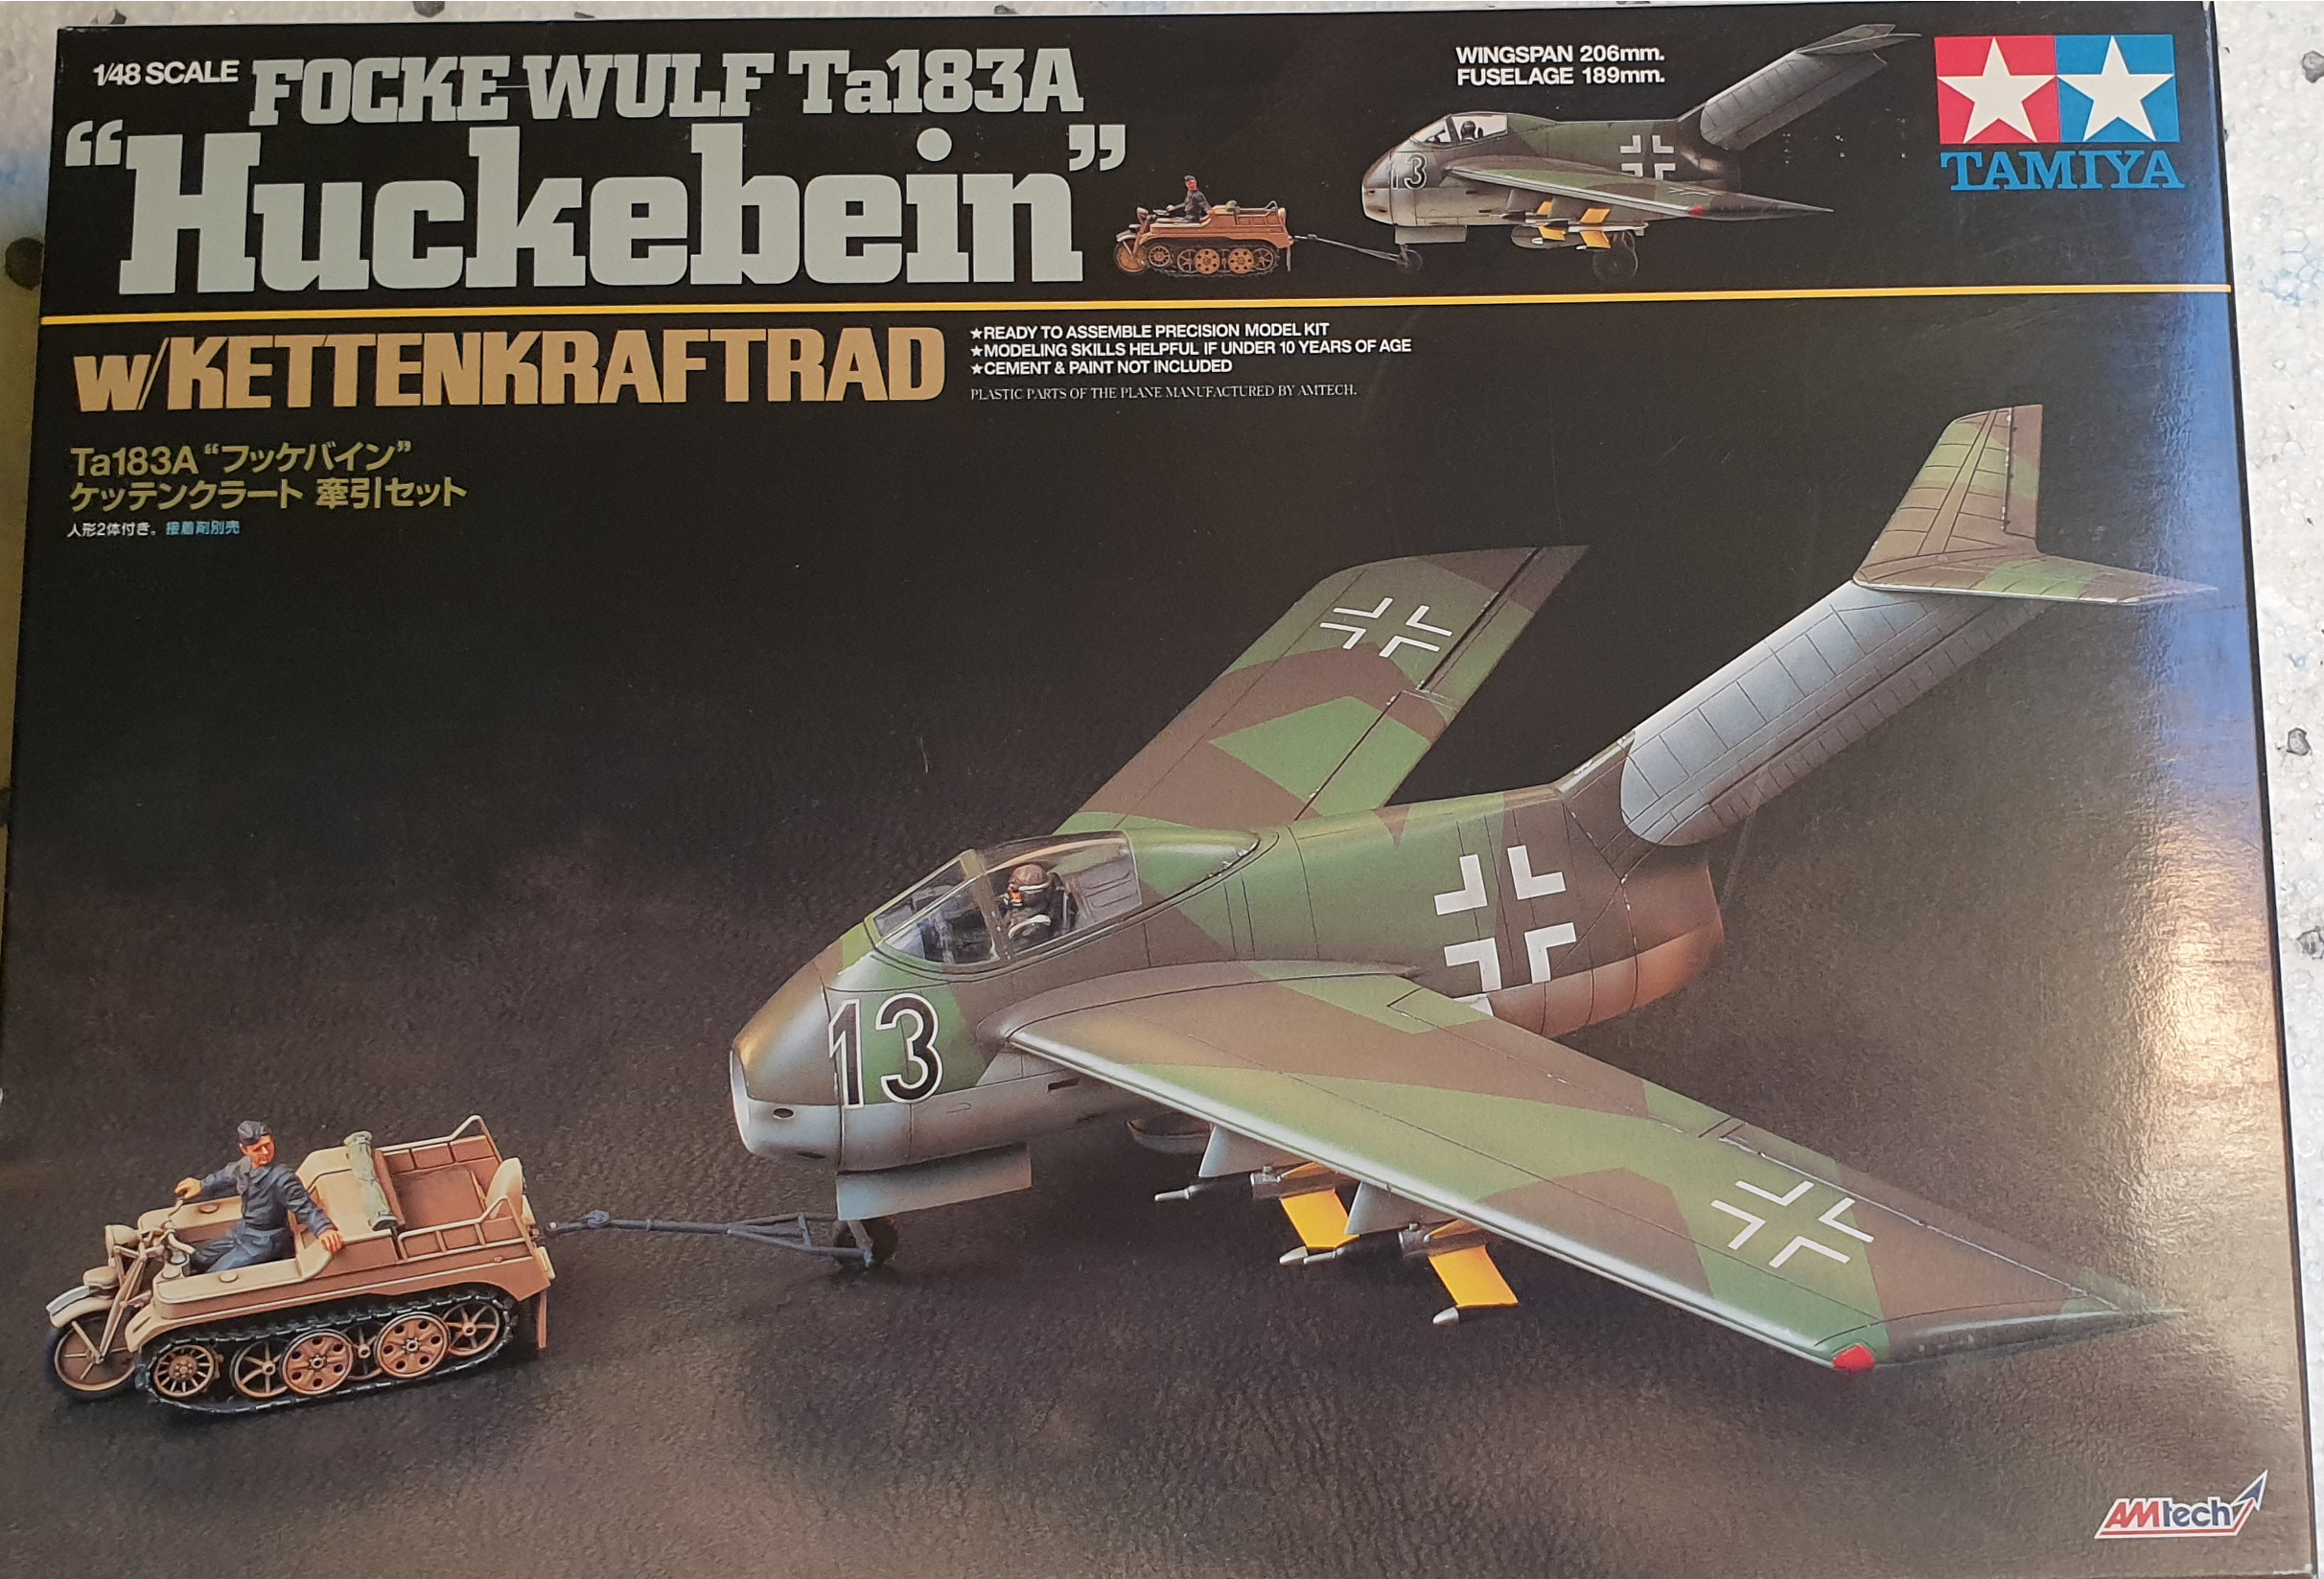 1/48 SCALE FOCKE-WULF Ta183A
“Huckebein”
WINGSPAN 206mm.
FUSELAGE 189mm.
TAMIYA
13
w/KETTENKRAFTRAD
★READY TO ASSEMBLE PRECISION MODEL KIT
★MODELING SKILLS HELPFUL IF UNDER 10 YEARS OF AGE
★CEMENT & PAINT NOT INCLUDED
PLASTIC PARTS OF THE PLANE MANUFACTURED BY AMTECH.
Ta183A“フッケバイン”
ケッテンクラート 牽引セット
人形2体付き。接着剤別売
13
AMtech